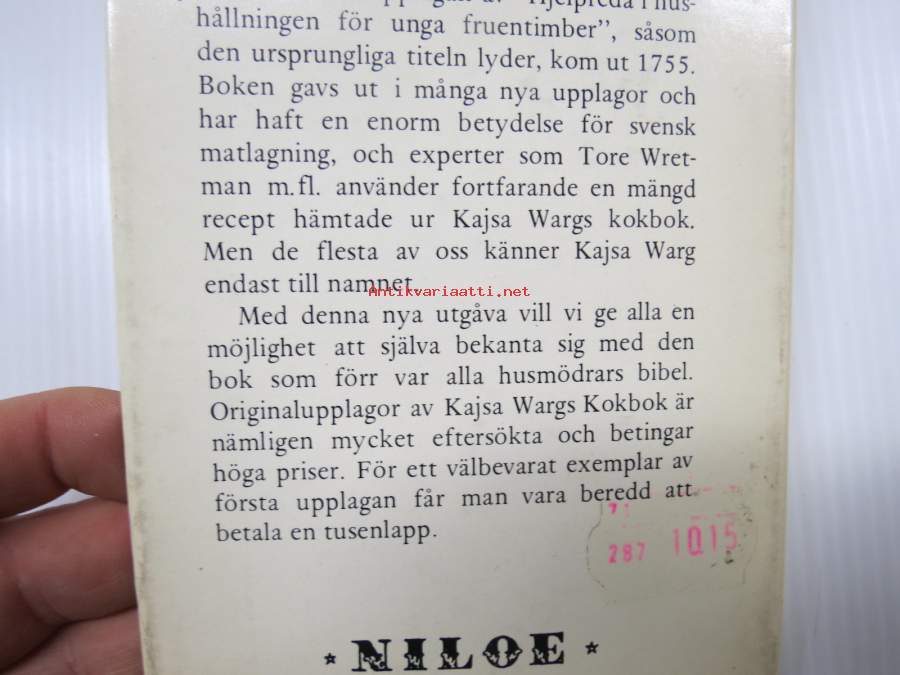 hållningen för unga fruentimber”, såsom
den ursprungliga titeln lyder, kom ut 1755.
Boken gavs ut i många nya upplagor och
har haft en enorm betydelse för svensk
matlagning, och experter som Tore Wret-
man m.fl. använder fortfarande en mängd
recept hämtade ur Kajsa Wargs kokbok.
Men de flesta av oss känner Kajsa Warg
endast till namnet
Antikvariaatti.net
Med denna nya utgåva vill vi ge alla en
möjlighet att själva bekanta sig med den
bok som förr var alla husmödrars bibel.
Originalupplagor av Kajsa Wargs Kokbok är
nämligen mycket eftersökta och betingar
höga priser. För ett välbevarat exemplar av
första upplagan får man vara beredd att
betala en tusenlapp.
287 1015
* NILOE *